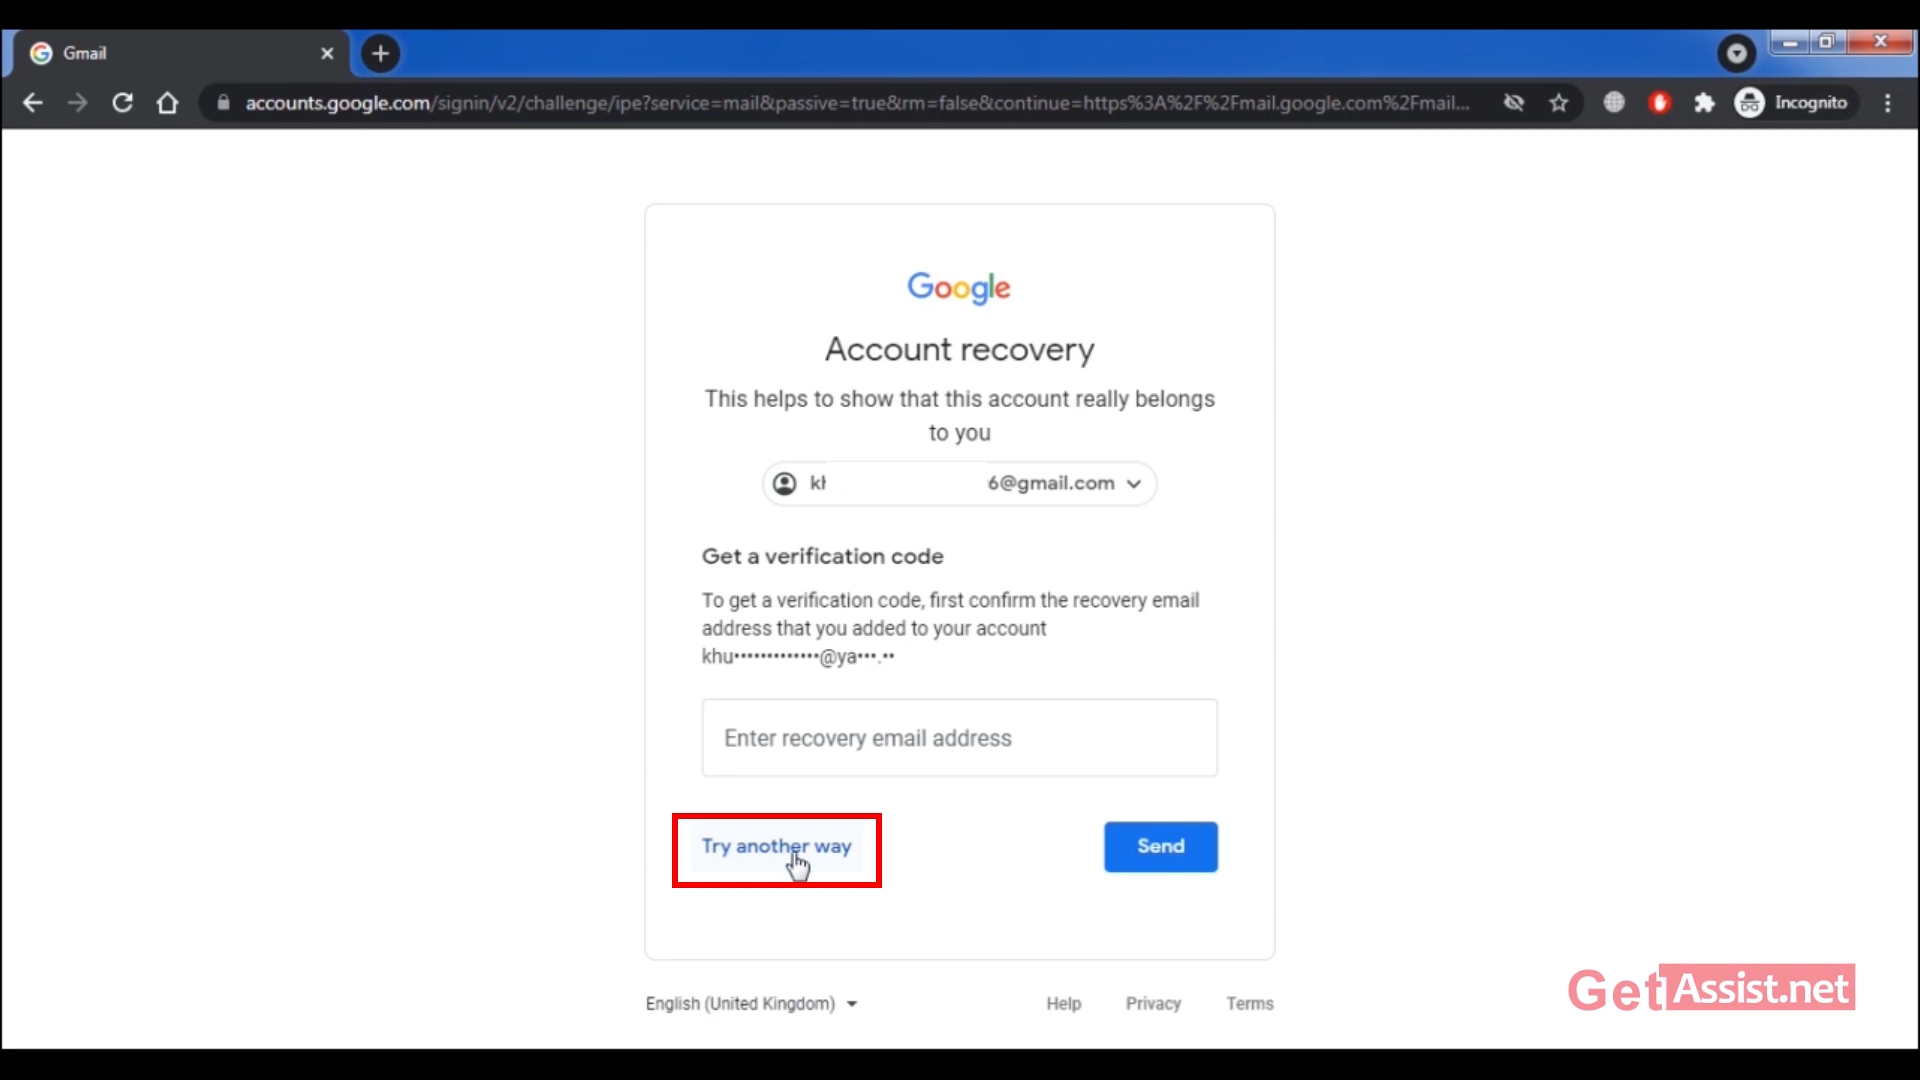 Gmail
accounts.google.com/signin/v2/challenge/ipe?service=mail&passive=true&rm=false&continue=https%3A%2F%2Fmail.google.com%2Fmail...
Incognito
Google
Account recovery
This helps to show that this account really belongs
to you
kh 6@gmail.com
Get a verification code
To get a verification code, first confirm the recovery email
address that you added to your account
khu•••••••••••••@ya•••.••
Enter recovery email address
Try another way
Send
English (United Kingdom)
Help
Privacy
Terms
GetAssist.net